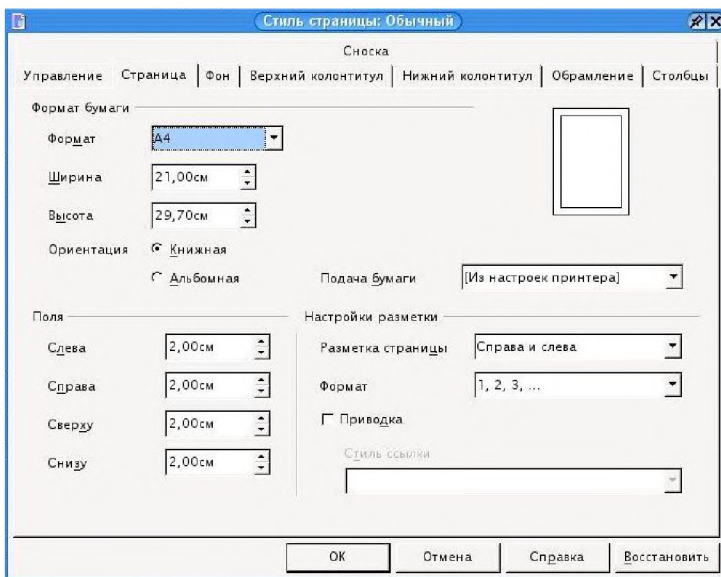 Стиль страницы: Обычный
Сноска
Управление Страница Фон Верхний колонтитул Нижний колонтитул Обрамление Столбцы
Формат бумаги
Формат A4
Ширина 21,00см
Высота 29,70см
Ориентация Книжная
Альбомная Подача бумаги [Из настроек принтера]
Поля Настройки разметки
Слева 2,00см Разметка страницы Справа и слева
Справа 2,00см Формат 1, 2, 3, ...
Сверху 2,00см Приводка
Снизу 2,00см Стиль ссылки
OK Отмена Справка Восстановить